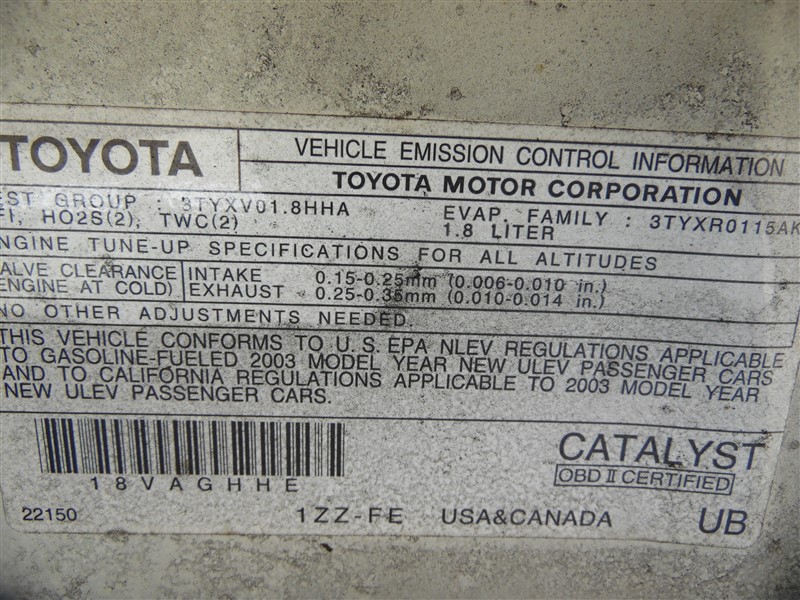 TOYOTA
VEHICLE EMISSION CONTROL INFORMATION
TOYOTA MOTOR CORPORATION
EST GROUP : 3TYXV01.8HHA
FI, HO2S(2), TWC(2)
EVAP. FAMILY : 3TYXR0115AK
1.8 LITER
ENGINE TUNE-UP SPECIFICATIONS FOR ALL ALTITUDES
ALVE CLEARANCE INTAKE 0.15-0.25mm (0.006-0.010 in.)
ENGINE AT COLD) EXHAUST 0.25-0.35mm (0.010-0.014 in.)
NO OTHER ADJUSTMENTS NEEDED.
THIS VEHICLE CONFORMS TO U.S.EPA NLEV REGULATIONS APPLICABLE
TO GASOLINE-FUELED 2003 MODEL YEAR NEW ULEV PASSENGER CARS
AND TO CALIFORNIA REGULATIONS APPLICABLE TO 2003 MODEL YEAR
NEW ULEV PASSENGER CARS.
18VAGHHE
CATALYST
OBD II CERTIFIED
22150 1ZZ-FE USA&CANADA UB